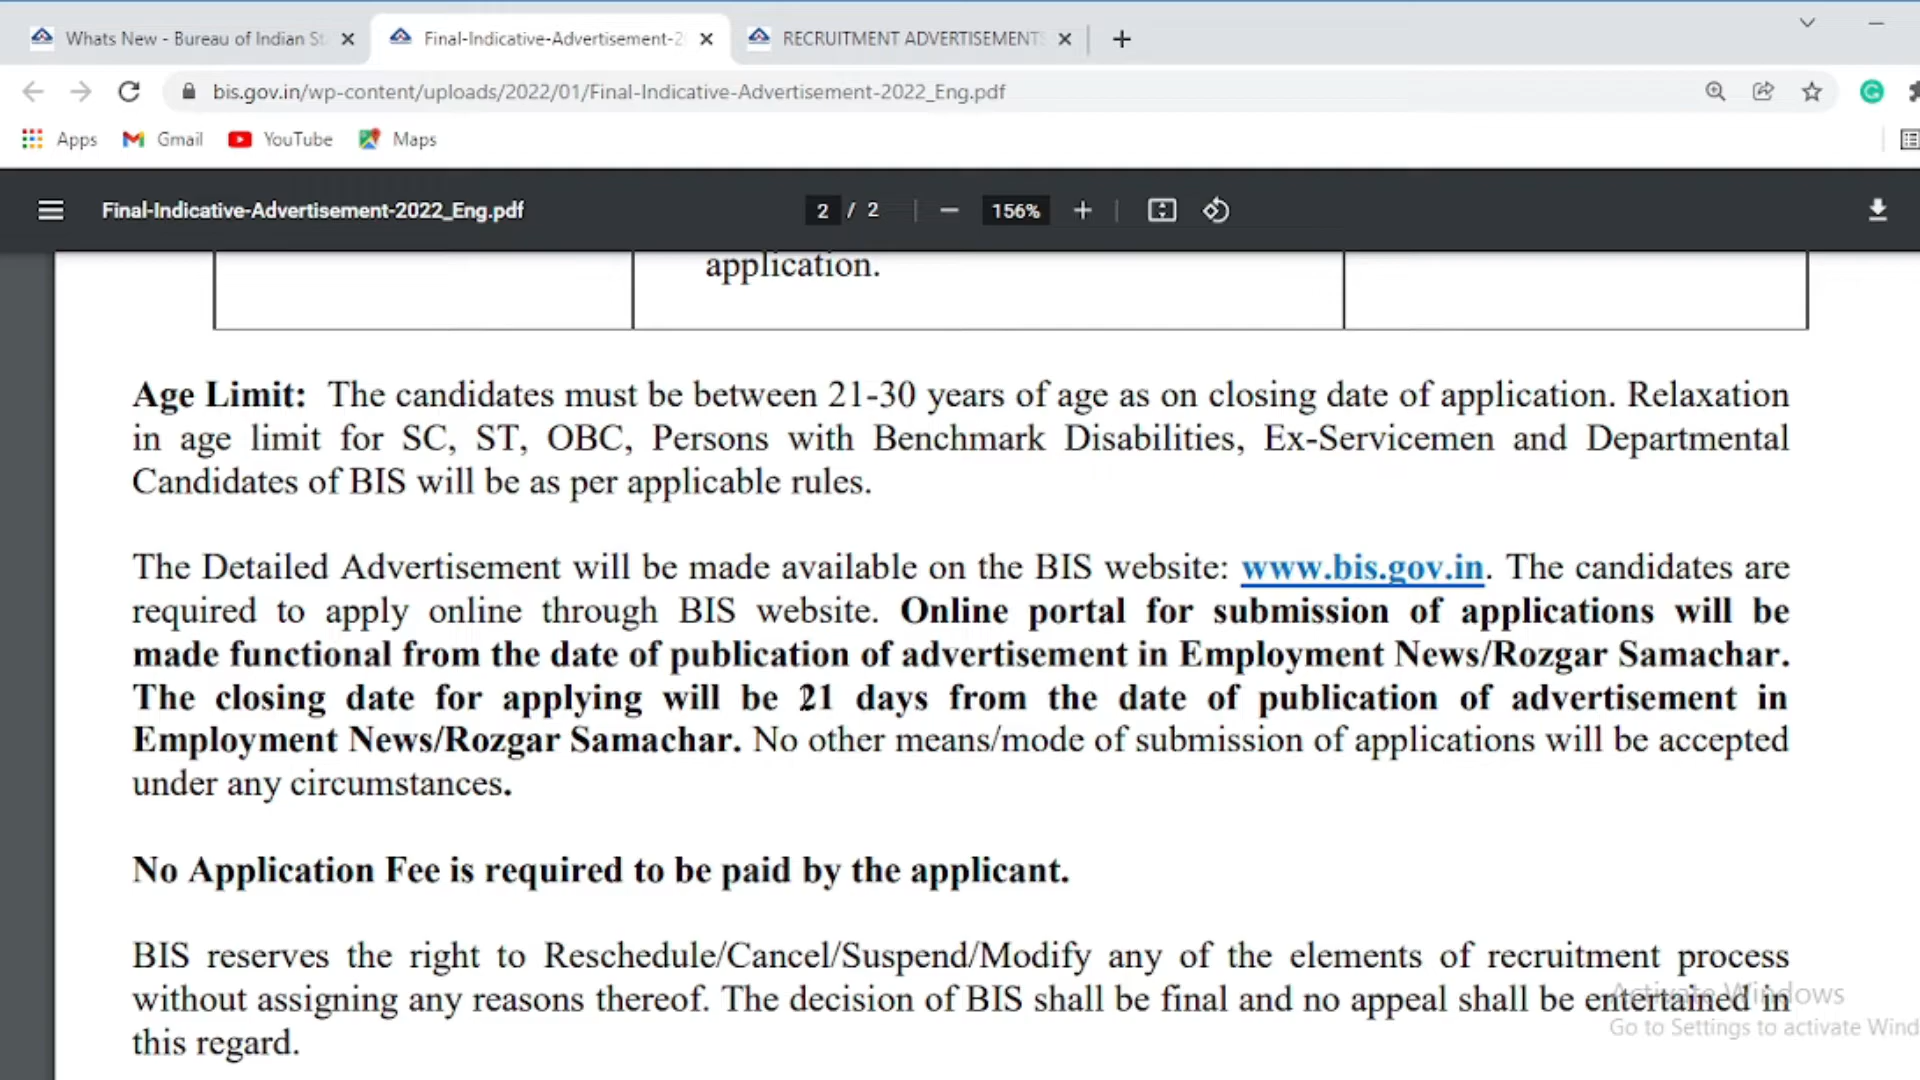 Whats New - Bureau of Indian St
Final-Indicative-Advertisement-2
RECRUITMENT ADVERTISEMENTS
bis.gov.in/wp-content/uploads/2022/01/Final-Indicative-Advertisement-2022_Eng.pdf
Apps Gmail YouTube Maps
Final-Indicative-Advertisement-2022_Eng.pdf 2 / 2 156%
application.
Age Limit: The candidates must be between 21-30 years of age as on closing date of application. Relaxation
in age limit for SC, ST, OBC, Persons with Benchmark Disabilities, Ex-Servicemen and Departmental
Candidates of BIS will be as per applicable rules.
The Detailed Advertisement will be made available on the BIS website: www.bis.gov.in. The candidates are
required to apply online through BIS website. Online portal for submission of applications will be
made functional from the date of publication of advertisement in Employment News/Rozgar Samachar.
The closing date for applying will be 21 days from the date of publication of advertisement in
Employment News/Rozgar Samachar. No other means/mode of submission of applications will be accepted
under any circumstances.
No Application Fee is required to be paid by the applicant.
BIS reserves the right to Reschedule/Cancel/Suspend/Modify any of the elements of recruitment process
without assigning any reasons thereof. The decision of BIS shall be final and no appeal shall be entertained in
this regard.
Activate Windows
Go to Settings to activate Wind